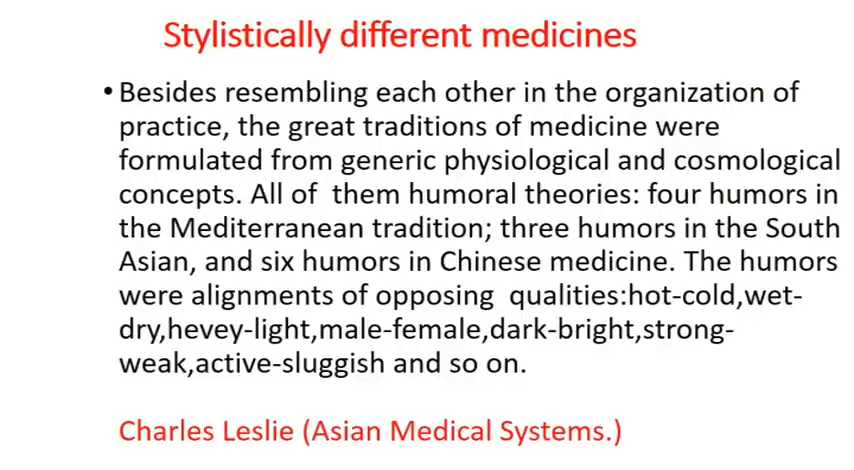 Stylistically different medicines
• Besides resembling each other in the organization of
practice, the great traditions of medicine were
formulated from generic physiological and cosmological
concepts. All of  them humoral theories: four humors in
the Mediterranean tradition; three humors in the South
Asian, and six humors in Chinese medicine. The humors
were alignments of opposing  qualities:hot-cold,wet-
dry,hevey-light,male-female,dark-bright,strong-
weak,active-sluggish and so on.
Charles Leslie (Asian Medical Systems.)